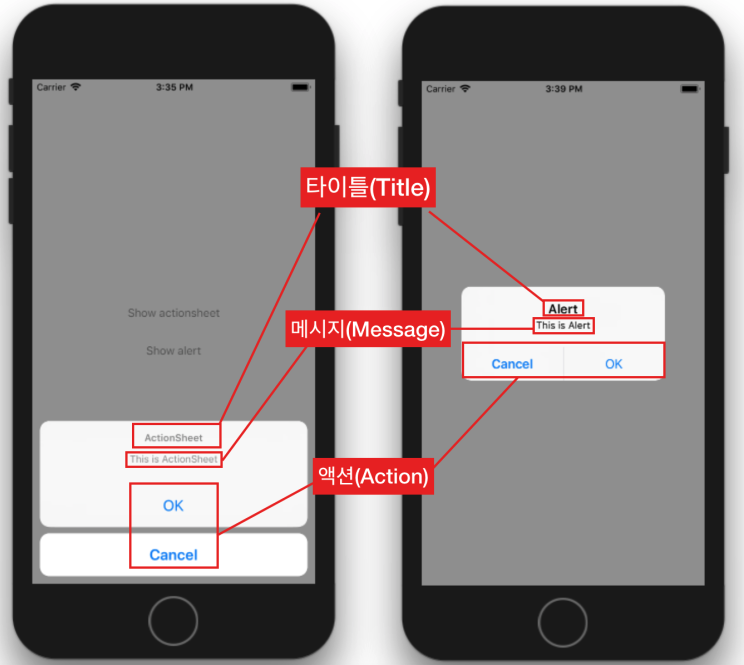 Carrier
3:35 PM
Show actionsheet
Show alert
ActionSheet
This is ActionSheet
OK
Cancel
타이틀(Title)
메시지(Message)
액션(Action)
Carrier
3:39 PM
Alert
This is Alert
Cancel
OK